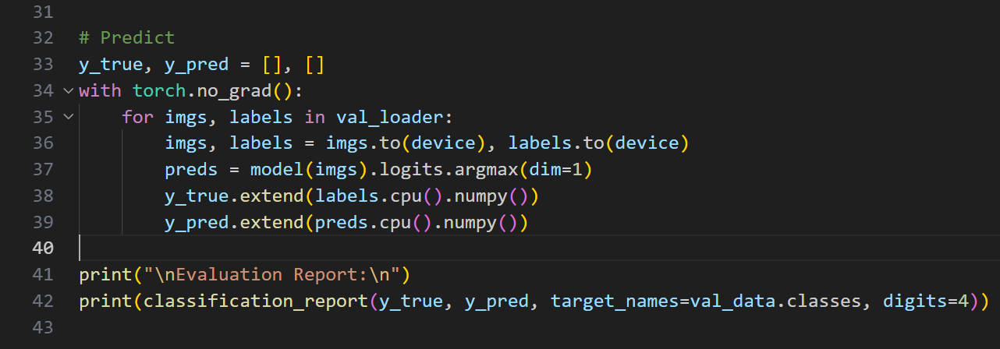 31
32 # Predict
33 y_true, y_pred = [], []
34 with torch.no_grad():
35     for imgs, labels in val_loader:
36         imgs, labels = imgs.to(device), labels.to(device)
37         preds = model(imgs).logits.argmax(dim=1)
38         y_true.extend(labels.cpu().numpy())
39         y_pred.extend(preds.cpu().numpy())
40
41 print("\nEvaluation Report:\n")
42 print(classification_report(y_true, y_pred, target_names=val_data.classes, digits=4))
43